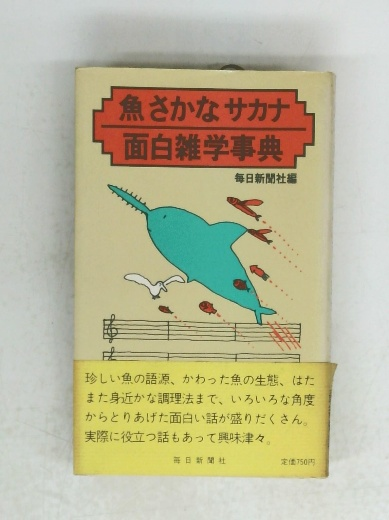 魚さかなサカナ
面白雑学事典
毎日新聞社編
珍しい魚の語源、かわった魚の生態、はた
また身近かな調理法まで、いろいろな角度
からとりあげた面白い話が盛りだくさん。
実際に役立つ話もあって興味津々。
毎日新聞社
定価750円